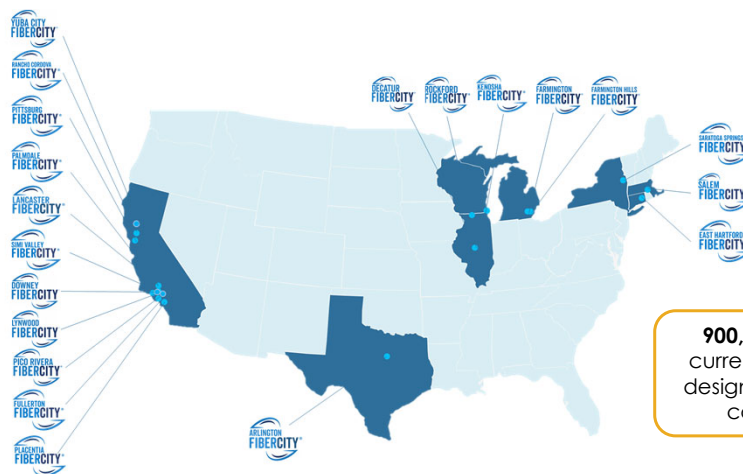 YUBA CITY
FIBERCITY®
RANCHO CORDOVA
FIBERCITY®
PITTSBURG
FIBERCITY®
PALMDALE
FIBERCITY®
LANCASTER
FIBERCITY®
SIMI VALLEY
FIBERCITY®
DOWNEY
FIBERCITY®
LYNWOOD
FIBERCITY®
PICO RIVERA
FIBERCITY®
FULLERTON
FIBERCITY®
PLACENTIA
FIBERCITY®
ARLINGTON
FIBERCITY®
DECATUR
FIBERCITY®
ROCKFORD
FIBERCITY®
KENOSHA
FIBERCITY®
FARMINGTON
FIBERCITY®
FARMINGTON HILLS
FIBERCITY®
SARATOGA SPRINGS
FIBERCITY
SALEM
FIBERCITY
EAST HARTFORD
FIBERCITY
900,
curre
design
co